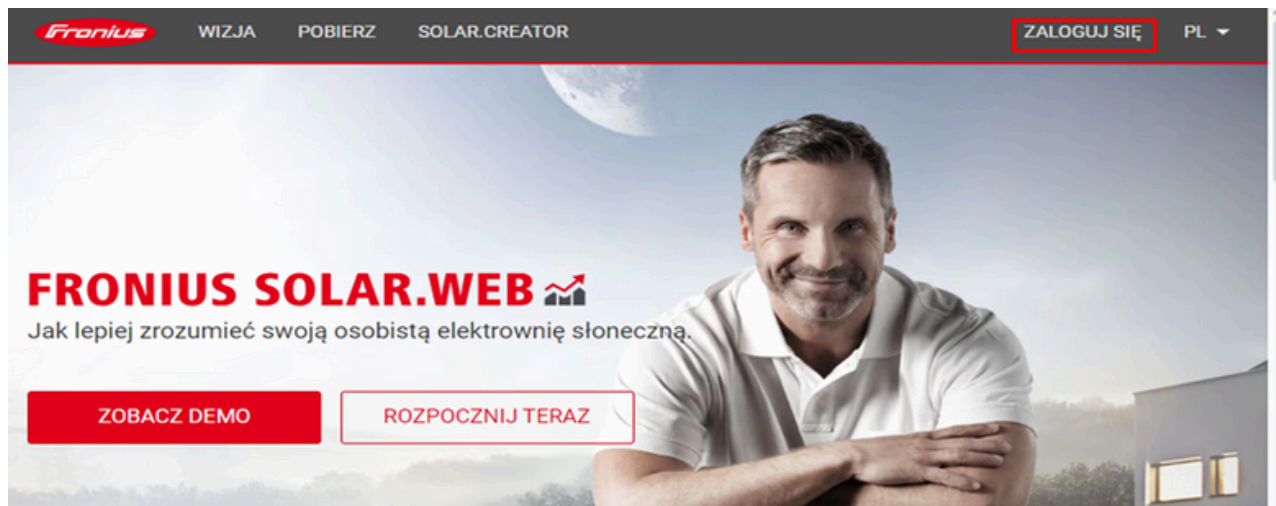 Fronius WIZJA POBIERZ SOLAR.CREATOR ZALOGUJ SIĘ PL
FRONIUS SOLAR.WEB
Jak lepiej zrozumieć swoją osobistą elektrownię słoneczną.
ZOBACZ DEMO ROZPOCZNIJ TERAZ